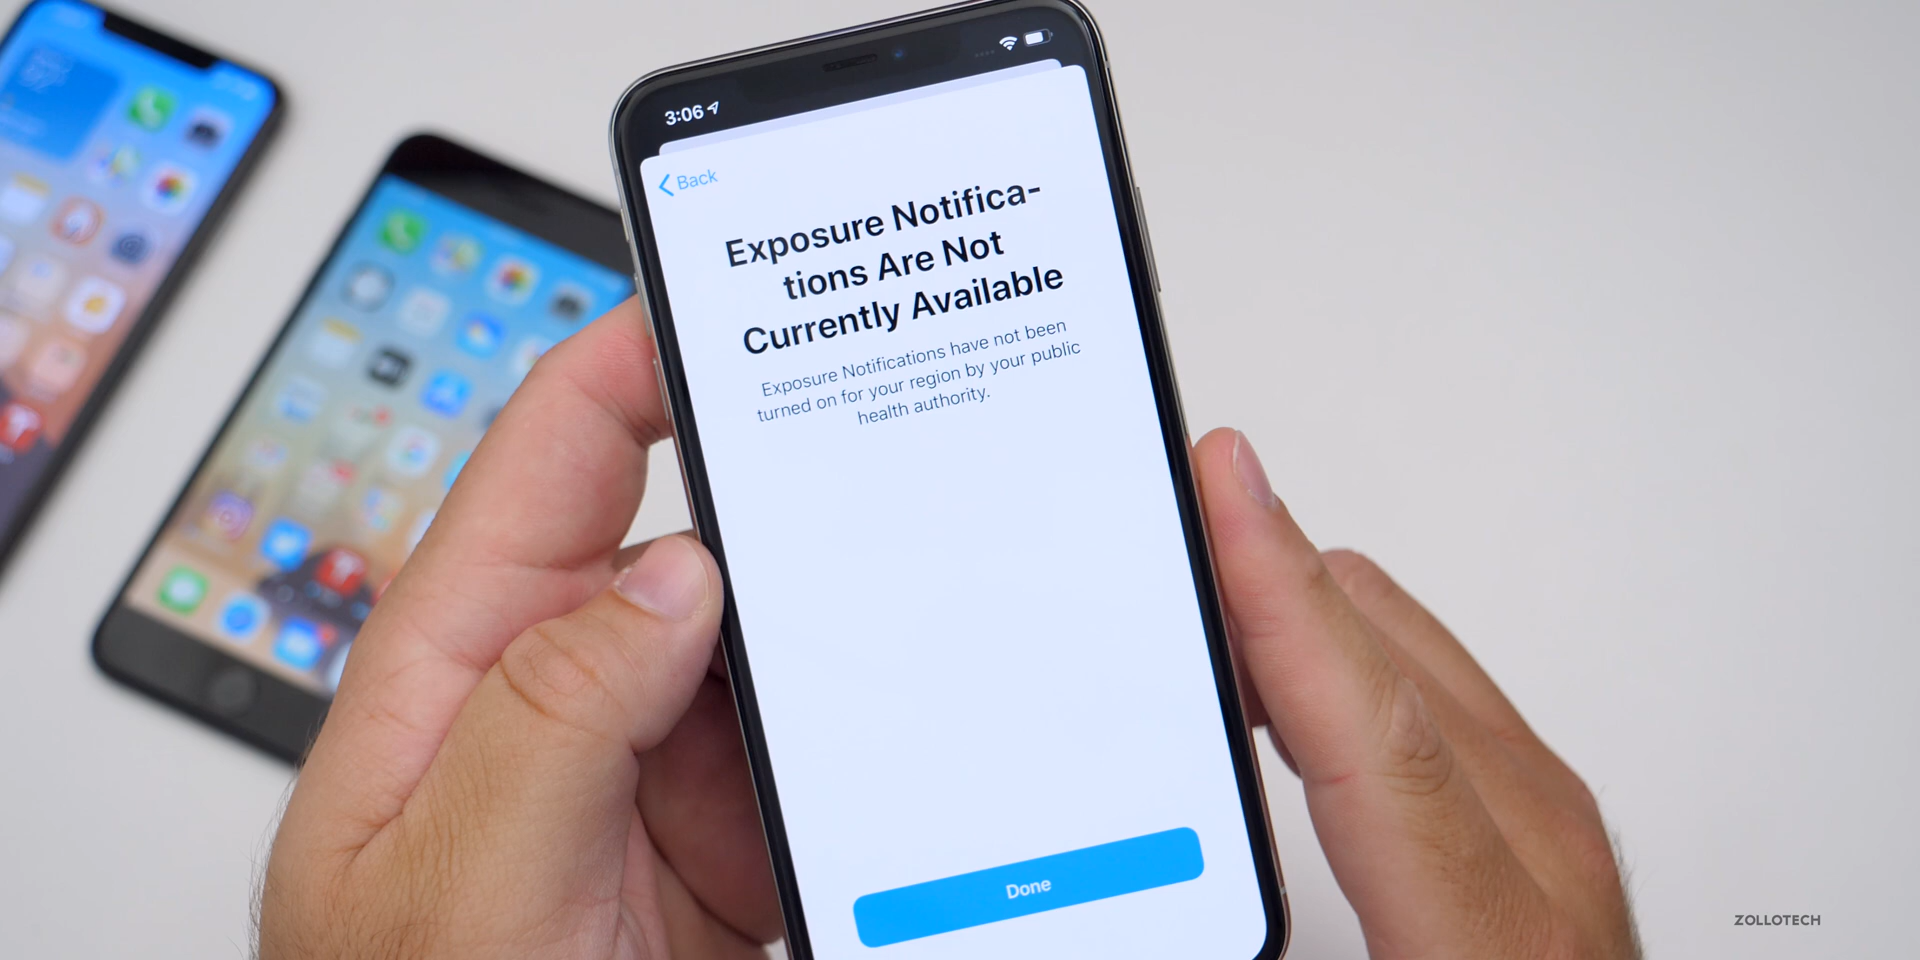 3:06
Back
Exposure Notifica-
tions Are Not
Currently Available
Exposure Notifications have not been
turned on for your region by your public
health authority.
Done
ZOLLOTECH